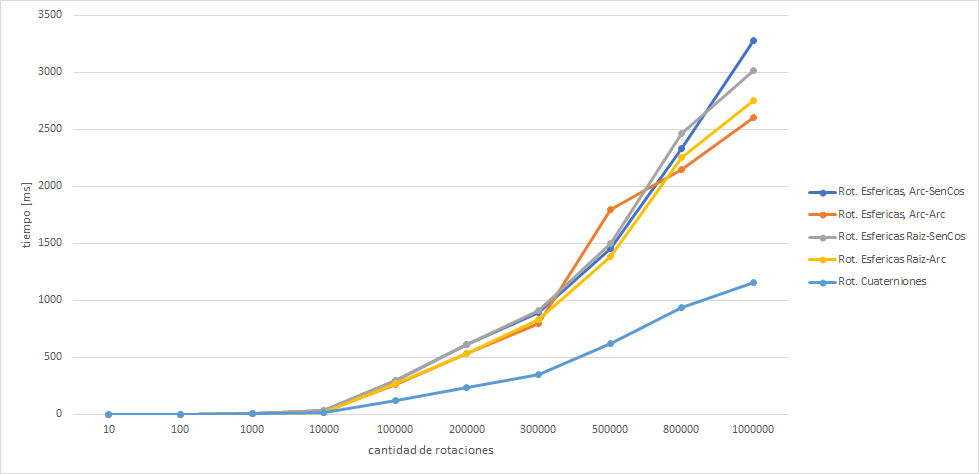 3500
3000
2500
2000
1500
1000
500
0
tiempo [ms]
10 100 1000 10000 100000 200000 300000 500000 800000 1000000
cantidad de rotaciones
Rot. Esfericas, Arc-SenCos
Rot. Esfericas, Arc-Arc
Rot. Esfericas Raiz-SenCos
Rot. Esfericas Raiz-Arc
Rot. Cuaterniones